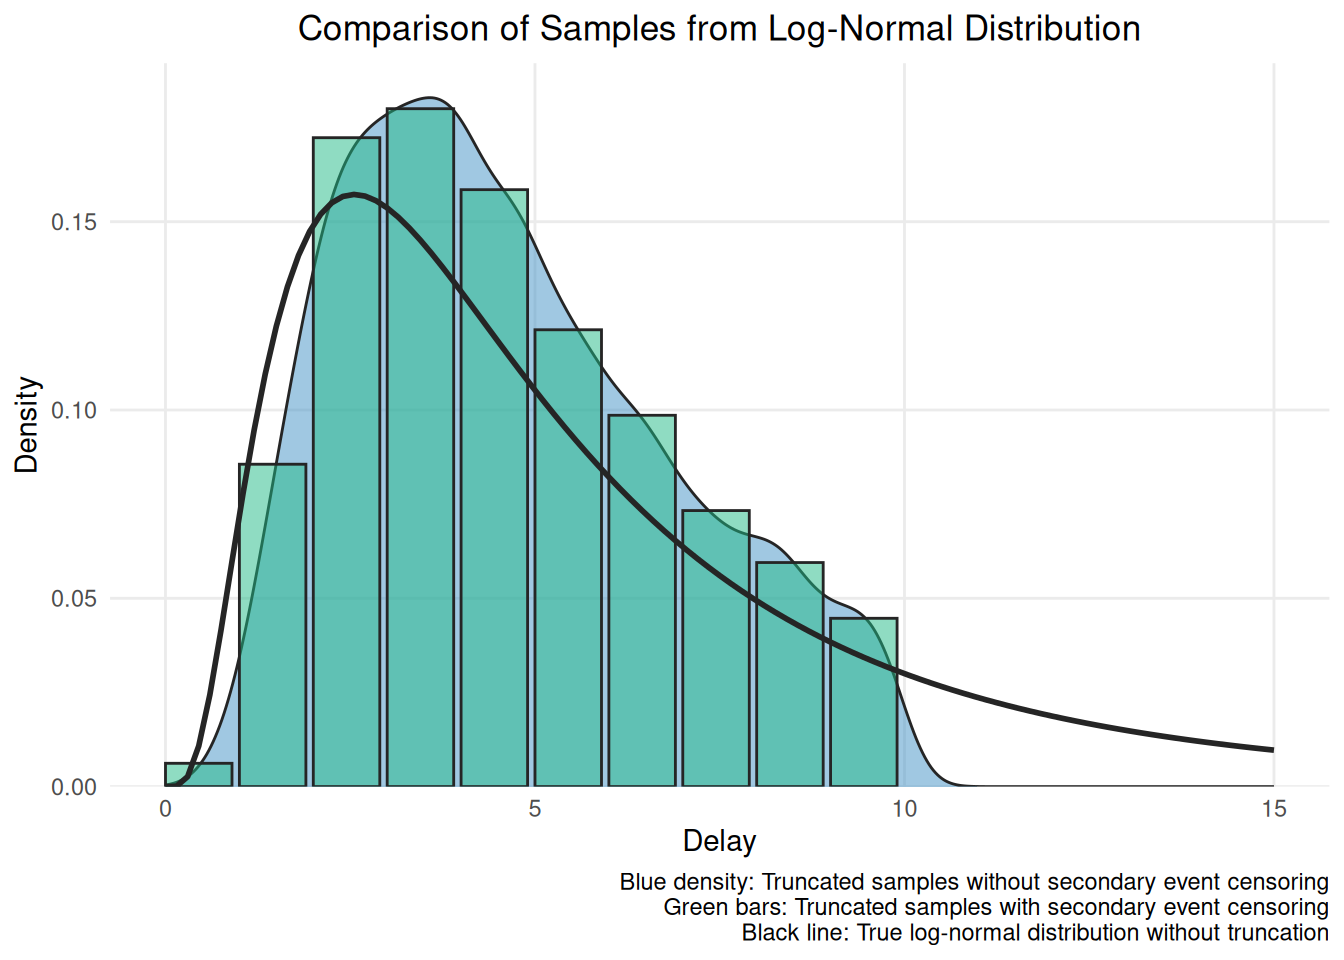 Comparison of Samples from Log-Normal Distribution
Density
0.15
0.10
0.05
0.00
0
5
10
15
Delay
Blue density: Truncated samples without secondary event censoring
Green bars: Truncated samples with secondary event censoring
Black line: True log-normal distribution without truncation